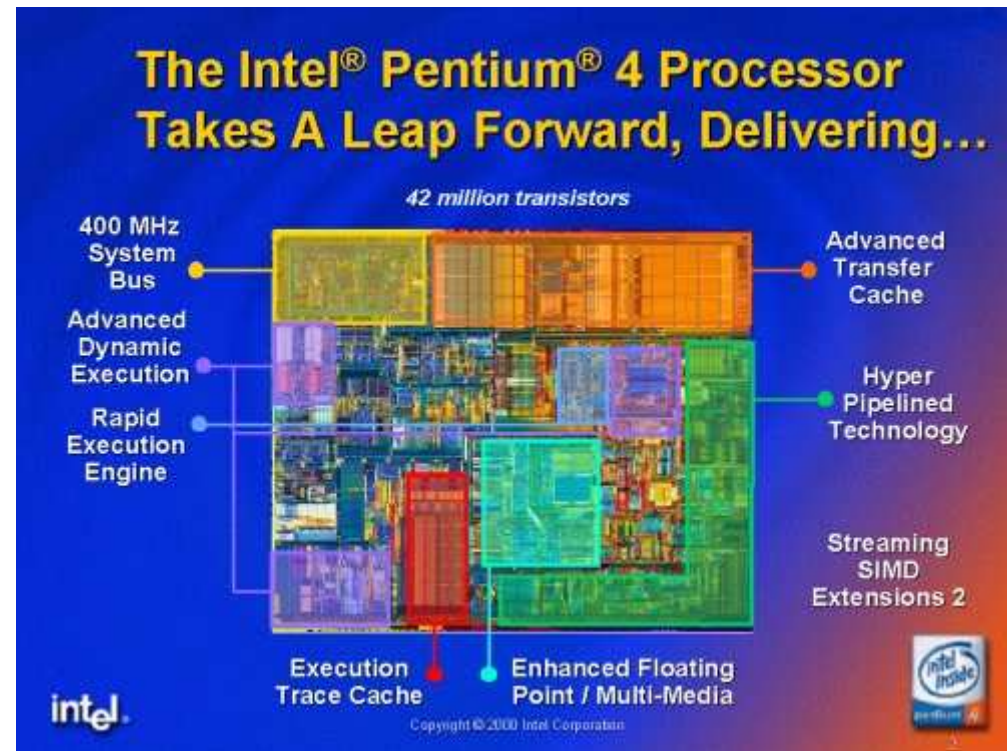 The Intel® Pentium® 4 Processor
Takes A Leap Forward, Delivering…
42 million transistors
400 MHz
System
Bus
Advanced
Transfer
Cache
Advanced
Dynamic
Execution
Hyper
Pipelined
Technology
Rapid
Execution
Engine
Streaming
SIMD
Extensions 2
Execution
Trace Cache
Enhanced Floating
Point / Multi-Media
intel.
Copyright © 2000 Intel Corporation
intel
inside
pentium 4